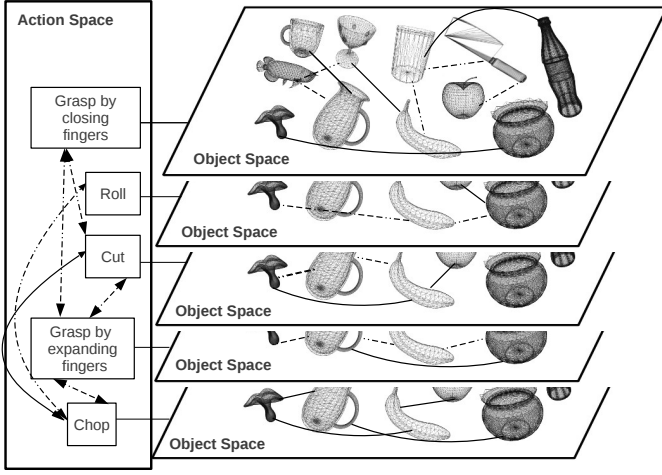 Action Space
Grasp by
closing
fingers
Object Space
Roll
Object Space
Cut
Object Space
Grasp by
expanding
fingers
Object Space
Chop
Object Space